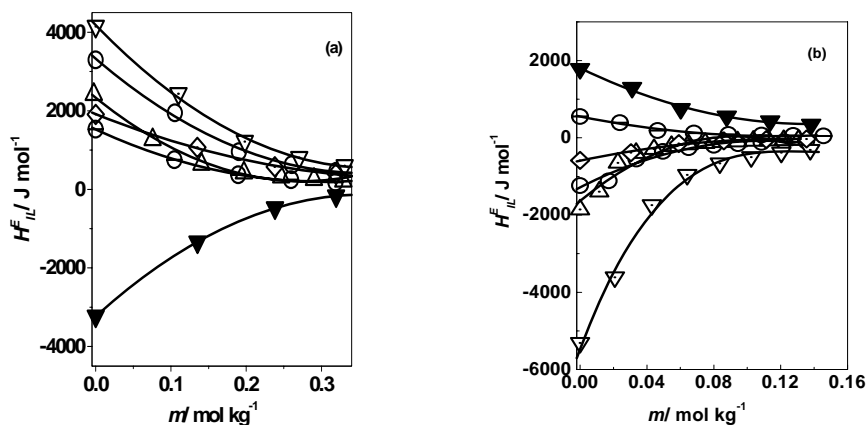 (a)
4000
2000
0
-2000
-4000
H^E_IL / J mol^-1
0.0 0.1 0.2 0.3
m/ mol kg^-1
(b)
2000
0
-2000
-4000
-6000
H^E_IL / J mol^-1
0.00 0.04 0.08 0.12 0.16
m/ mol kg^-1